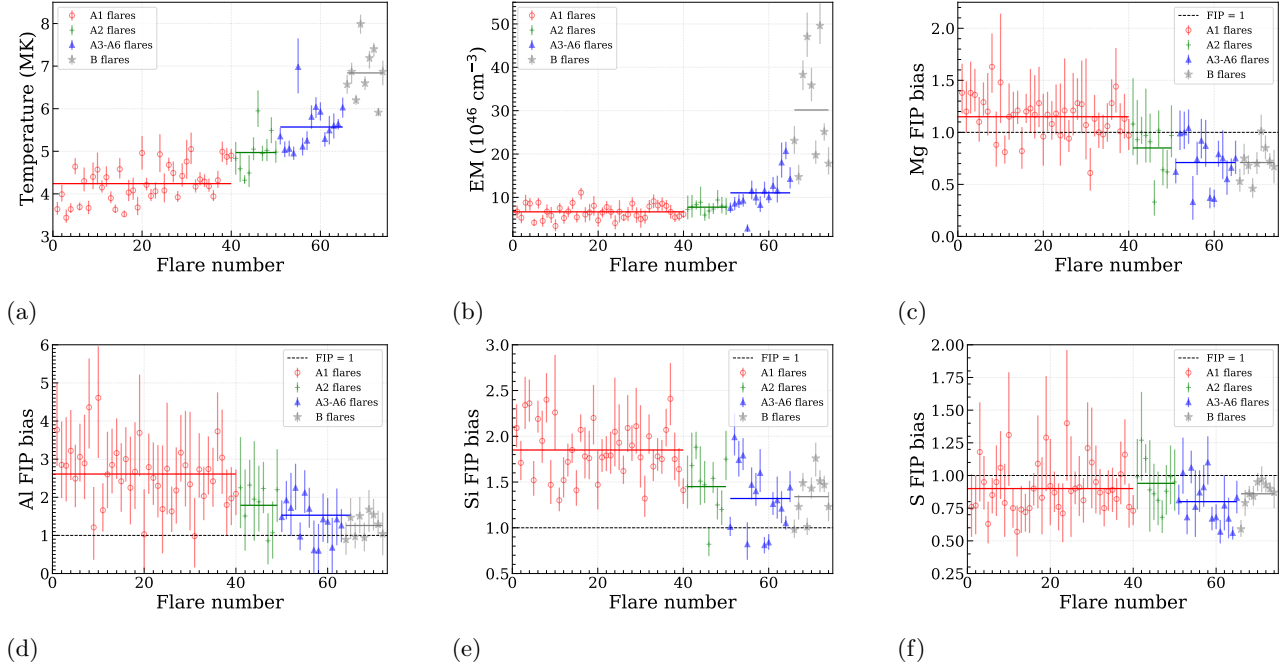 8
7
6
5
4
3
Temperature (MK)
A1 flares
A2 flares
A3-A6 flares
B flares
0 20 40 60
Flare number
(a)
50
40
30
20
10
EM (10⁴⁶ cm⁻³)
A1 flares
A2 flares
A3-A6 flares
B flares
0 20 40 60
Flare number
(b)
2.0
1.5
1.0
0.5
0.0
Mg FIP bias
FIP = 1
A1 flares
A2 flares
A3-A6 flares
B flares
0 20 40 60
Flare number
(c)
6
5
4
3
2
1
0
Al FIP bias
FIP = 1
A1 flares
A2 flares
A3-A6 flares
B flares
0 20 40 60
Flare number
(d)
3.0
2.5
2.0
1.5
1.0
0.5
Si FIP bias
FIP = 1
A1 flares
A2 flares
A3-A6 flares
B flares
0 20 40 60
Flare number
(e)
2.00
1.75
1.50
1.25
1.00
0.75
0.50
0.25
S FIP bias
FIP = 1
A1 flares
A2 flares
A3-A6 flares
B flares
0 20 40 60
Flare number
(f)